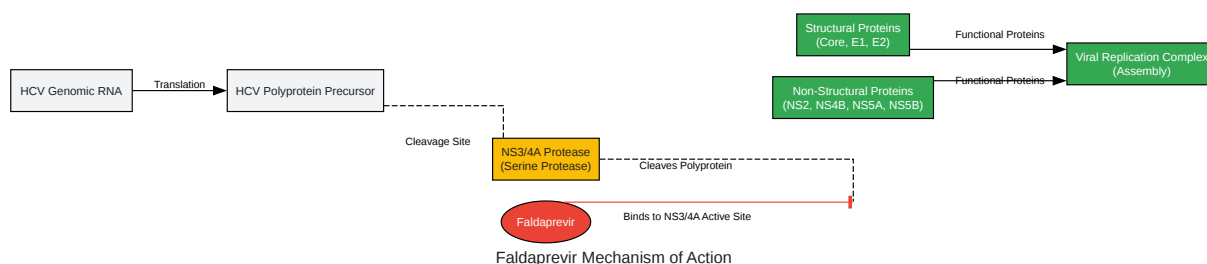 Structural Proteins
(Core, E1, E2)
Functional Proteins
Viral Replication Complex
(Assembly)
HCV Genomic RNA
Translation
HCV Polyprotein Precursor
Non-Structural Proteins
(NS2, NS4B, NS5A, NS5B)
Functional Proteins
Cleavage Site
NS3/4A Protease
(Serine Protease)
Cleaves Polyprotein
Faldaprevir
Binds to NS3/4A Active Site
Faldaprevir Mechanism of Action